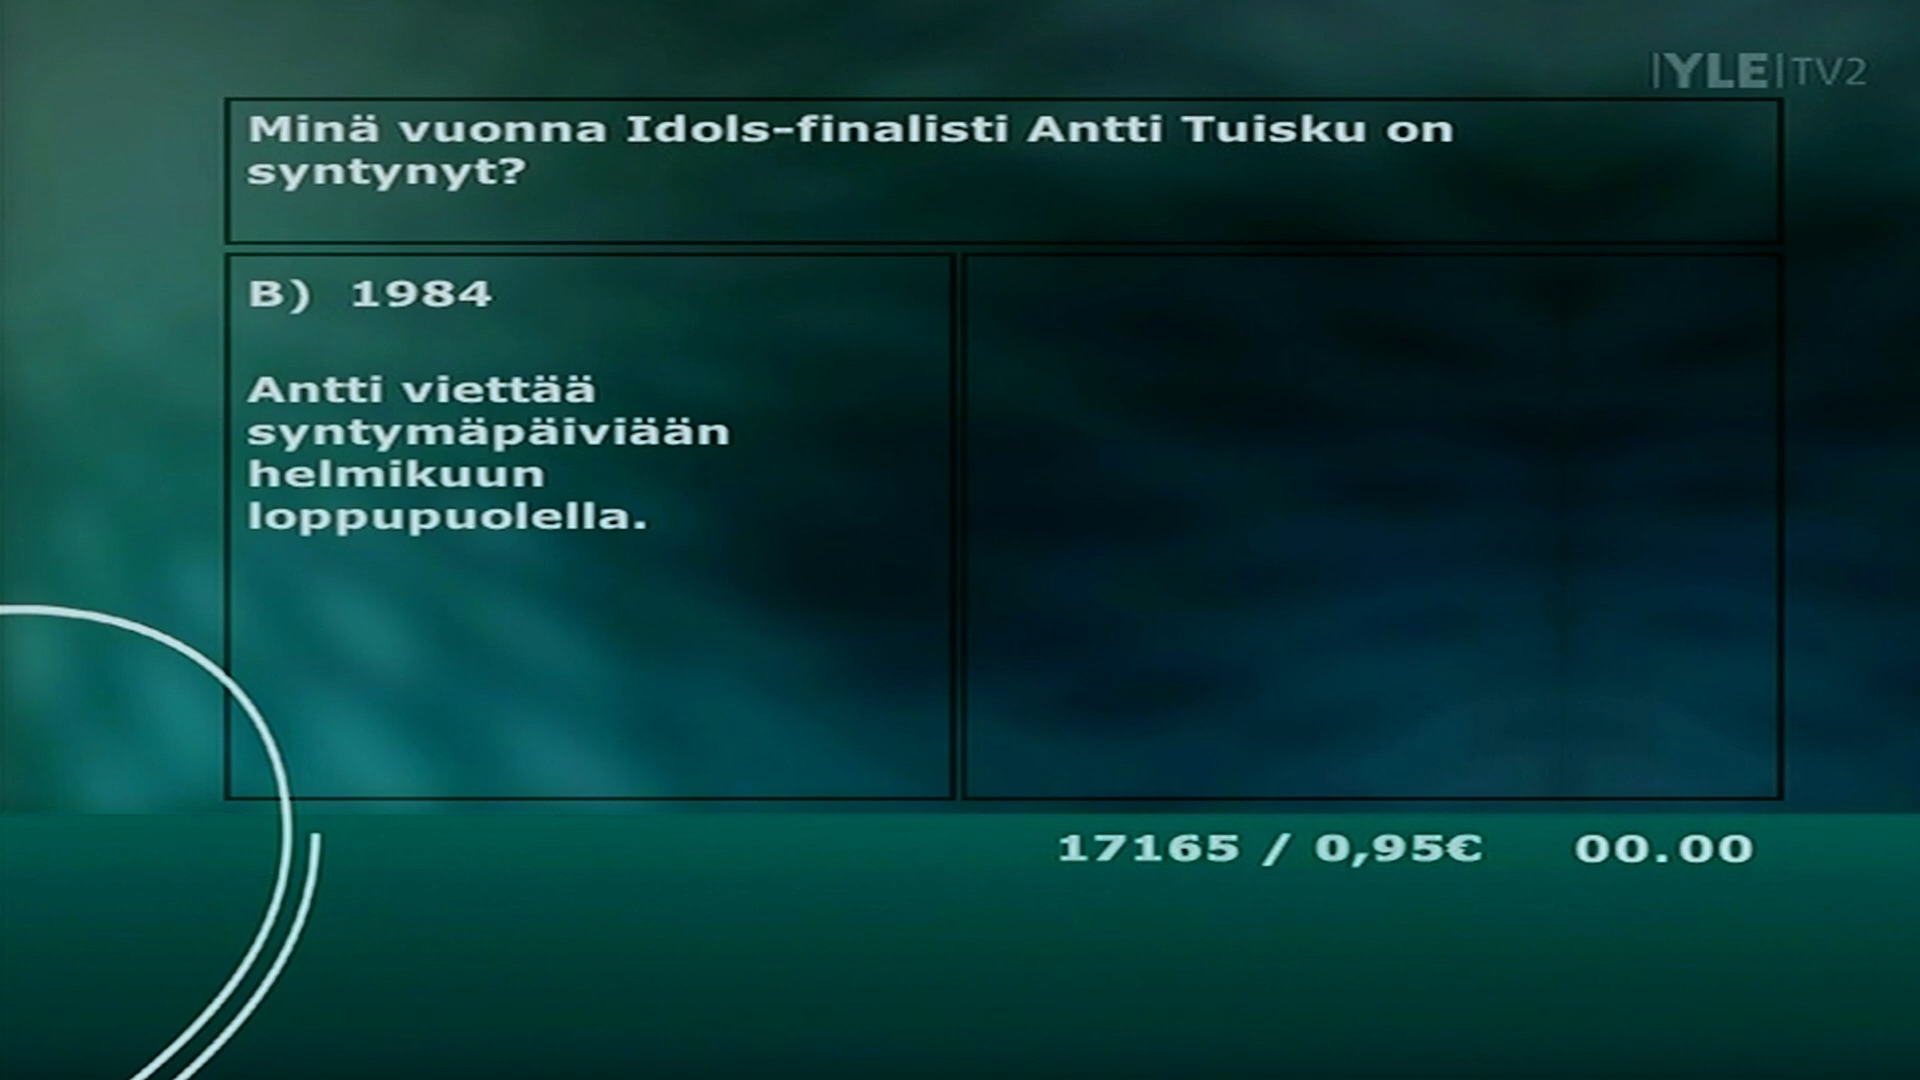 YLE TV2
Minä vuonna Idols-finalisti Antti Tuisku on
syntynyt?
B) 1984
Antti viettää
syntymäpäiviään
helmikuun
loppupuolella.
17165 / 0,95€ 00.00